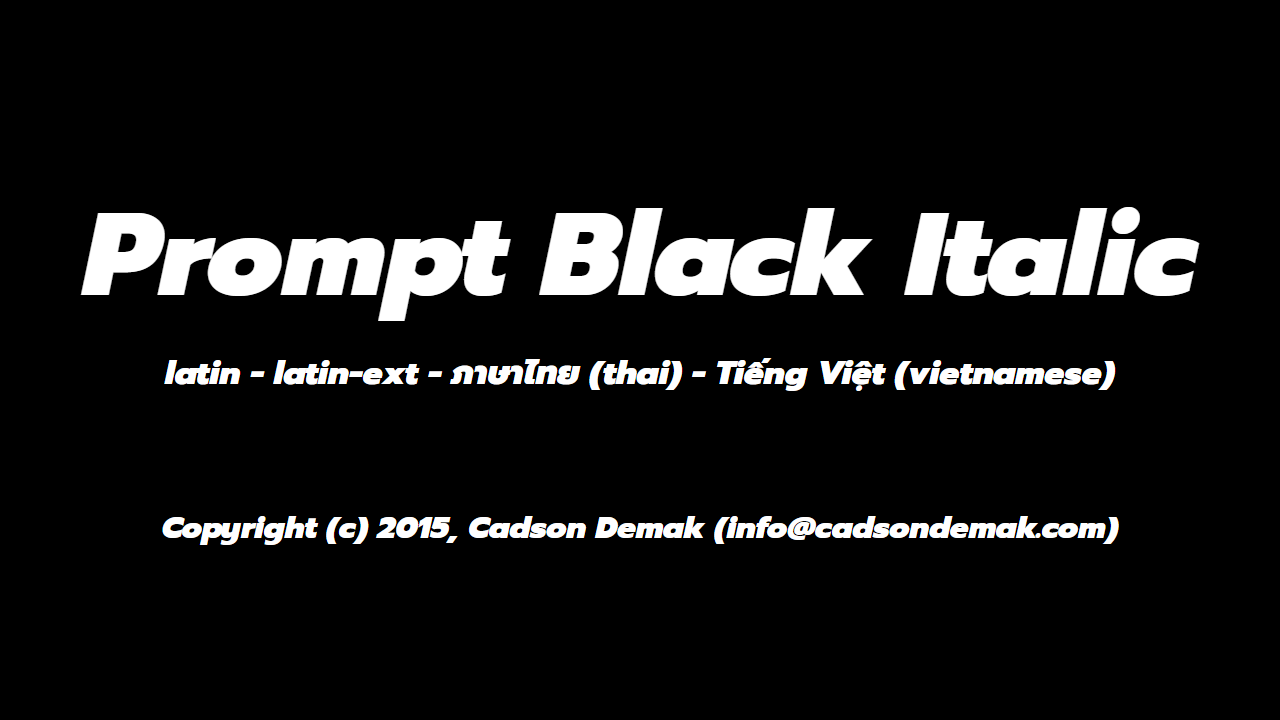 Prompt Black Italic
latin - latin-ext - ภาษาไทย (thai) - Tiếng Việt (vietnamese)
Copyright (c) 2015, Cadson Demak (info@cadsondemak.com)